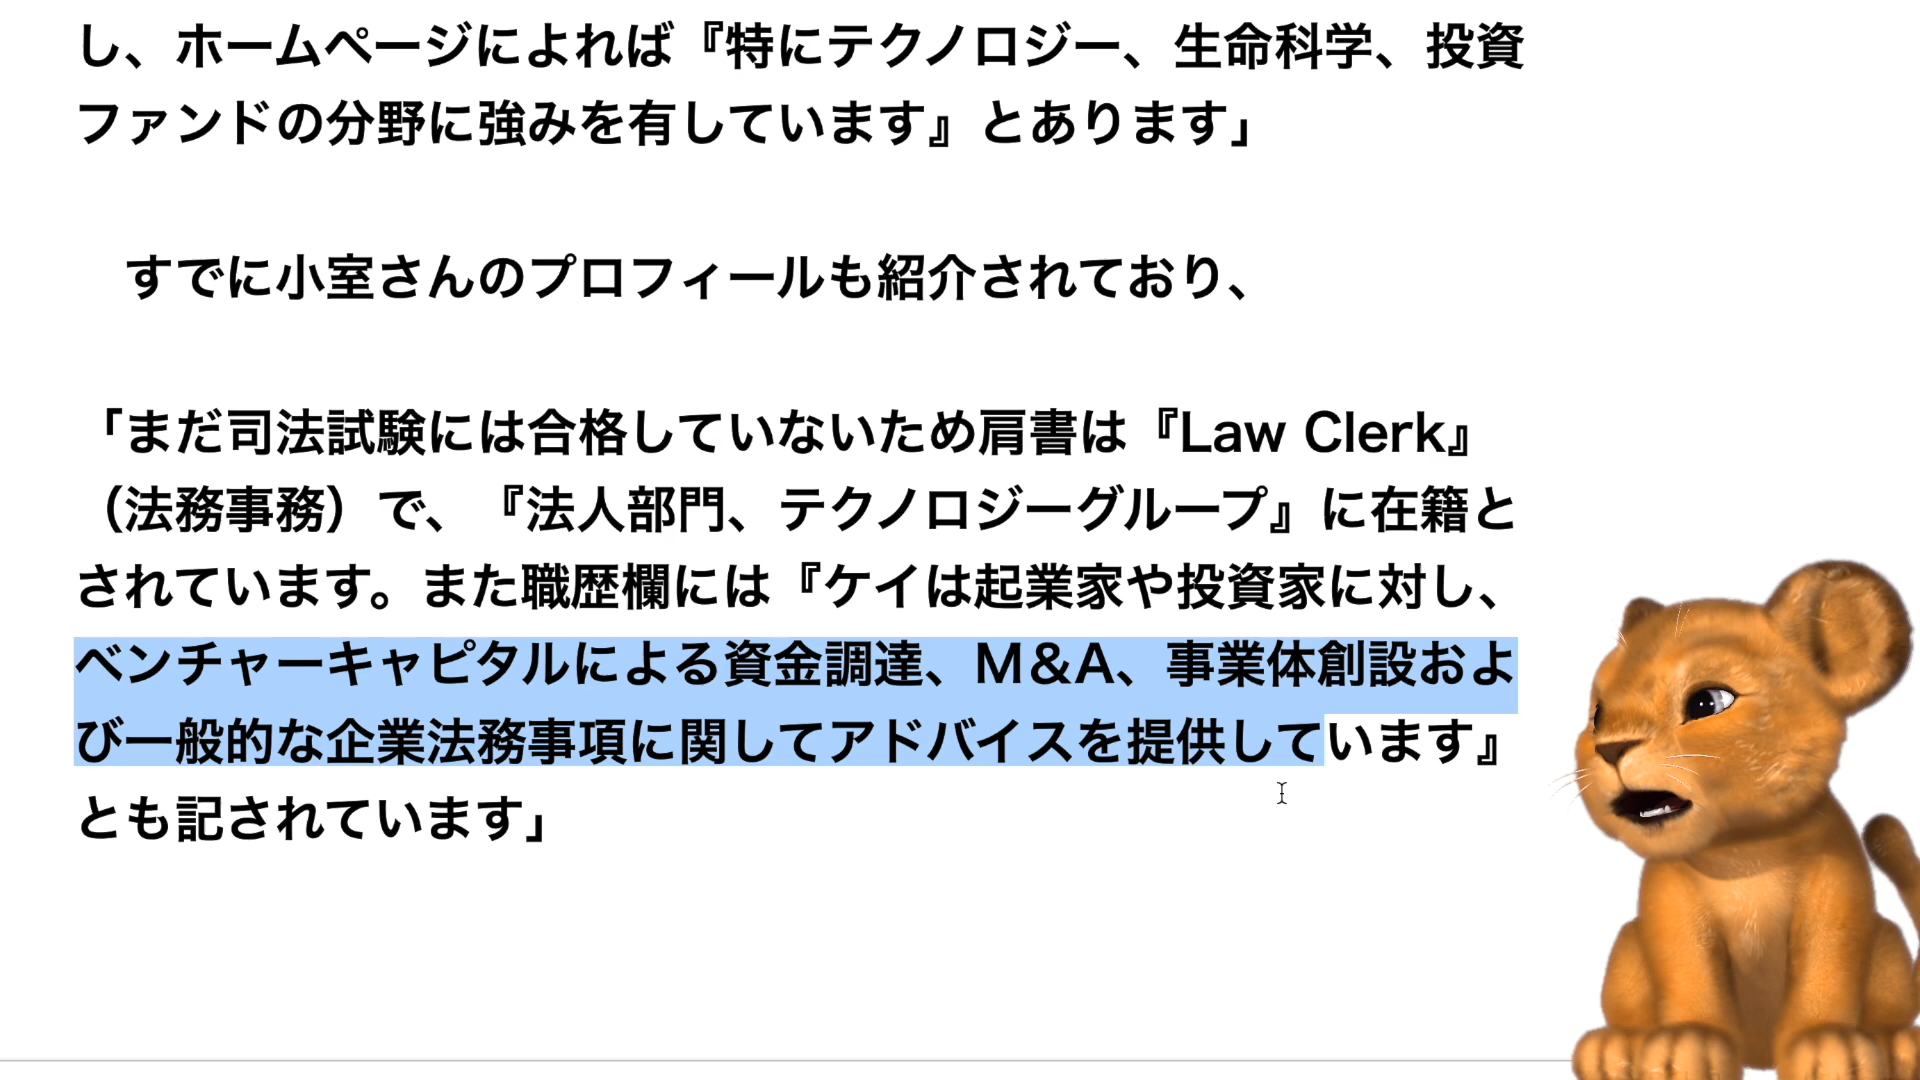 し、ホームページによれば『特にテクノロジー、生命科学、投資
ファンドの分野に強みを有しています』とあります」
すでに小室さんのプロフィールも紹介されており、
「まだ司法試験には合格していないため肩書は『Law Clerk』
（法務事務）で、『法人部門、テクノロジーグループ』に在籍と
されています。また職歴欄には『ケイは起業家や投資家に対し、
ベンチャーキャピタルによる資金調達、M＆A、事業体創設およ
び一般的な企業法務事項に関してアドバイスを提供しています』
とも記されています」